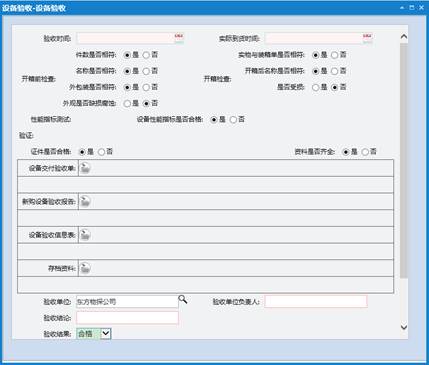 设备验收-设备验收
验收时间: 实际到货时间:
件数是否相符: 是 否 实物与装箱单是否相符: 是 否
开箱前检查: 名称是否相符: 是 否 开箱检查: 开箱后名称是否相符: 是 否
外包装是否相符: 是 否 是否受损: 是 否
外观是否缺损腐蚀: 是 否
性能指标测试: 设备性能指标是否合格: 是 否
验证:
证件是否合格: 是 否 资料是否齐全: 是 否
设备交付验收单:
新购设备验收报告:
设备验收信息表:
存档资料:
验收单位: 东方物探公司 验收单位负责人:
验收结论:
验收结果: 合格